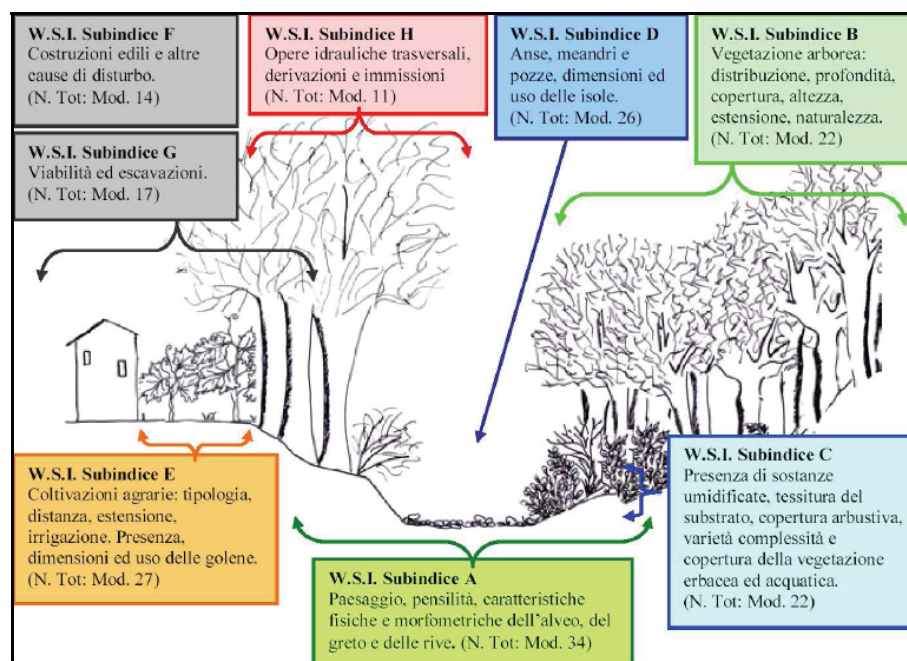 W.S.I. Subindice F
Costruzioni edili e altre
cause di disturbo.
(N. Tot: Mod. 14)
W.S.I. Subindice H
Opere idrauliche trasversali,
derivazioni e immissioni
(N. Tot: Mod. 11)
W.S.I. Subindice D
Anse, meandri e
pozze, dimensioni ed
uso delle isole.
(N. Tot: Mod. 26)
W.S.I. Subindice B
Vegetazione arborea:
distribuzione, profondità,
copertura, altezza,
estensione, naturalezza.
(N. Tot: Mod. 22)
W.S.I. Subindice G
Viabilità ed escavazioni.
(N. Tot: Mod. 17)
W.S.I. Subindice E
Coltivazioni agrarie: tipologia,
distanza, estensione,
irrigazione. Presenza,
dimensioni ed uso delle golene.
(N. Tot: Mod. 27)
W.S.I. Subindice C
Presenza di sostanze
umidificate, tessitura del
substrato, copertura arbustiva,
varietà complessità e
copertura della vegetazione
erbacea ed acquatica.
(N. Tot: Mod. 22)
W.S.I. Subindice A
Paesaggio, pensilità, caratteristiche
fisiche e morfometriche dell'alveo, del
greto e delle rive. (N. Tot: Mod. 34)